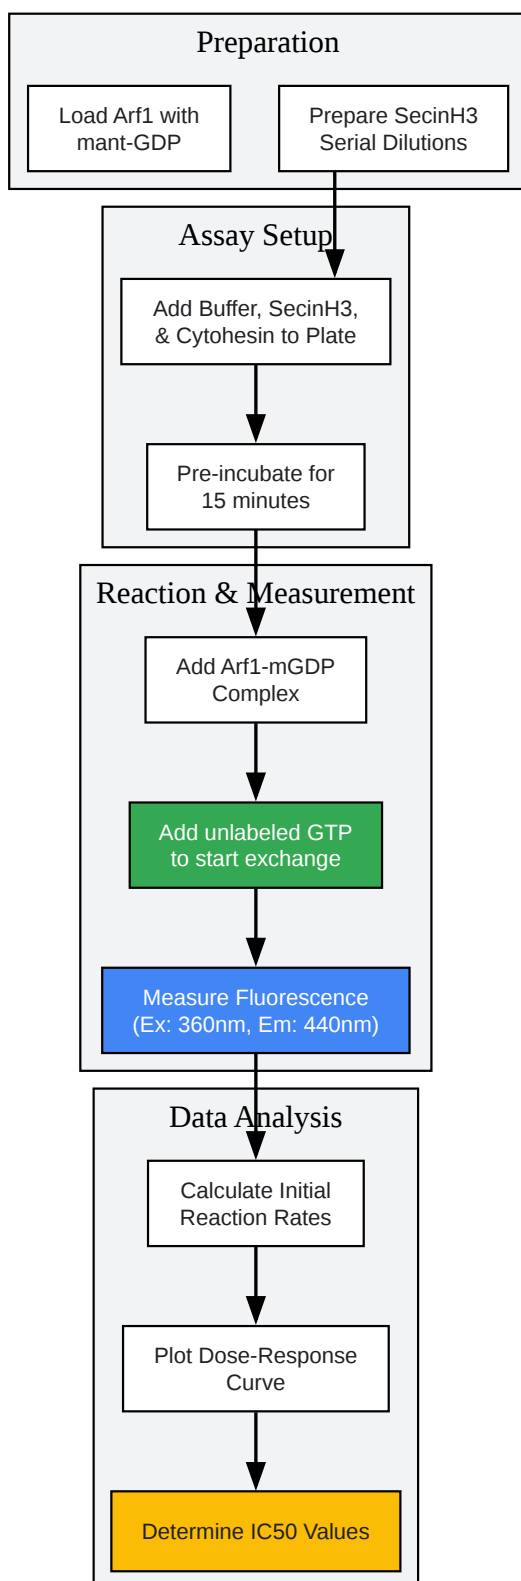 Preparation
Load Arf1 with
mant-GDP
Prepare SecinH3
Serial Dilutions
Assay Setup
Add Buffer, SecinH3,
& Cytohesin to Plate
Pre-incubate for
15 minutes
Reaction & Measurement
Add Arf1-mGDP
Complex
Add unlabeled GTP
to start exchange
Measure Fluorescence
(Ex: 360nm, Em: 440nm)
Data Analysis
Calculate Initial
Reaction Rates
Plot Dose-Response
Curve
Determine IC50 Values